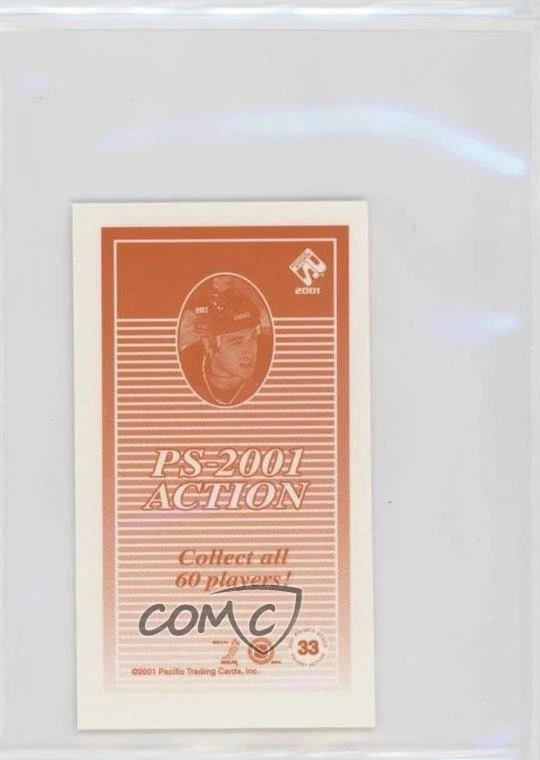 2001
PS-2001
ACTION
Collect all
60 players!
COMC
33
©2001 Pacific Trading Cards, Inc.